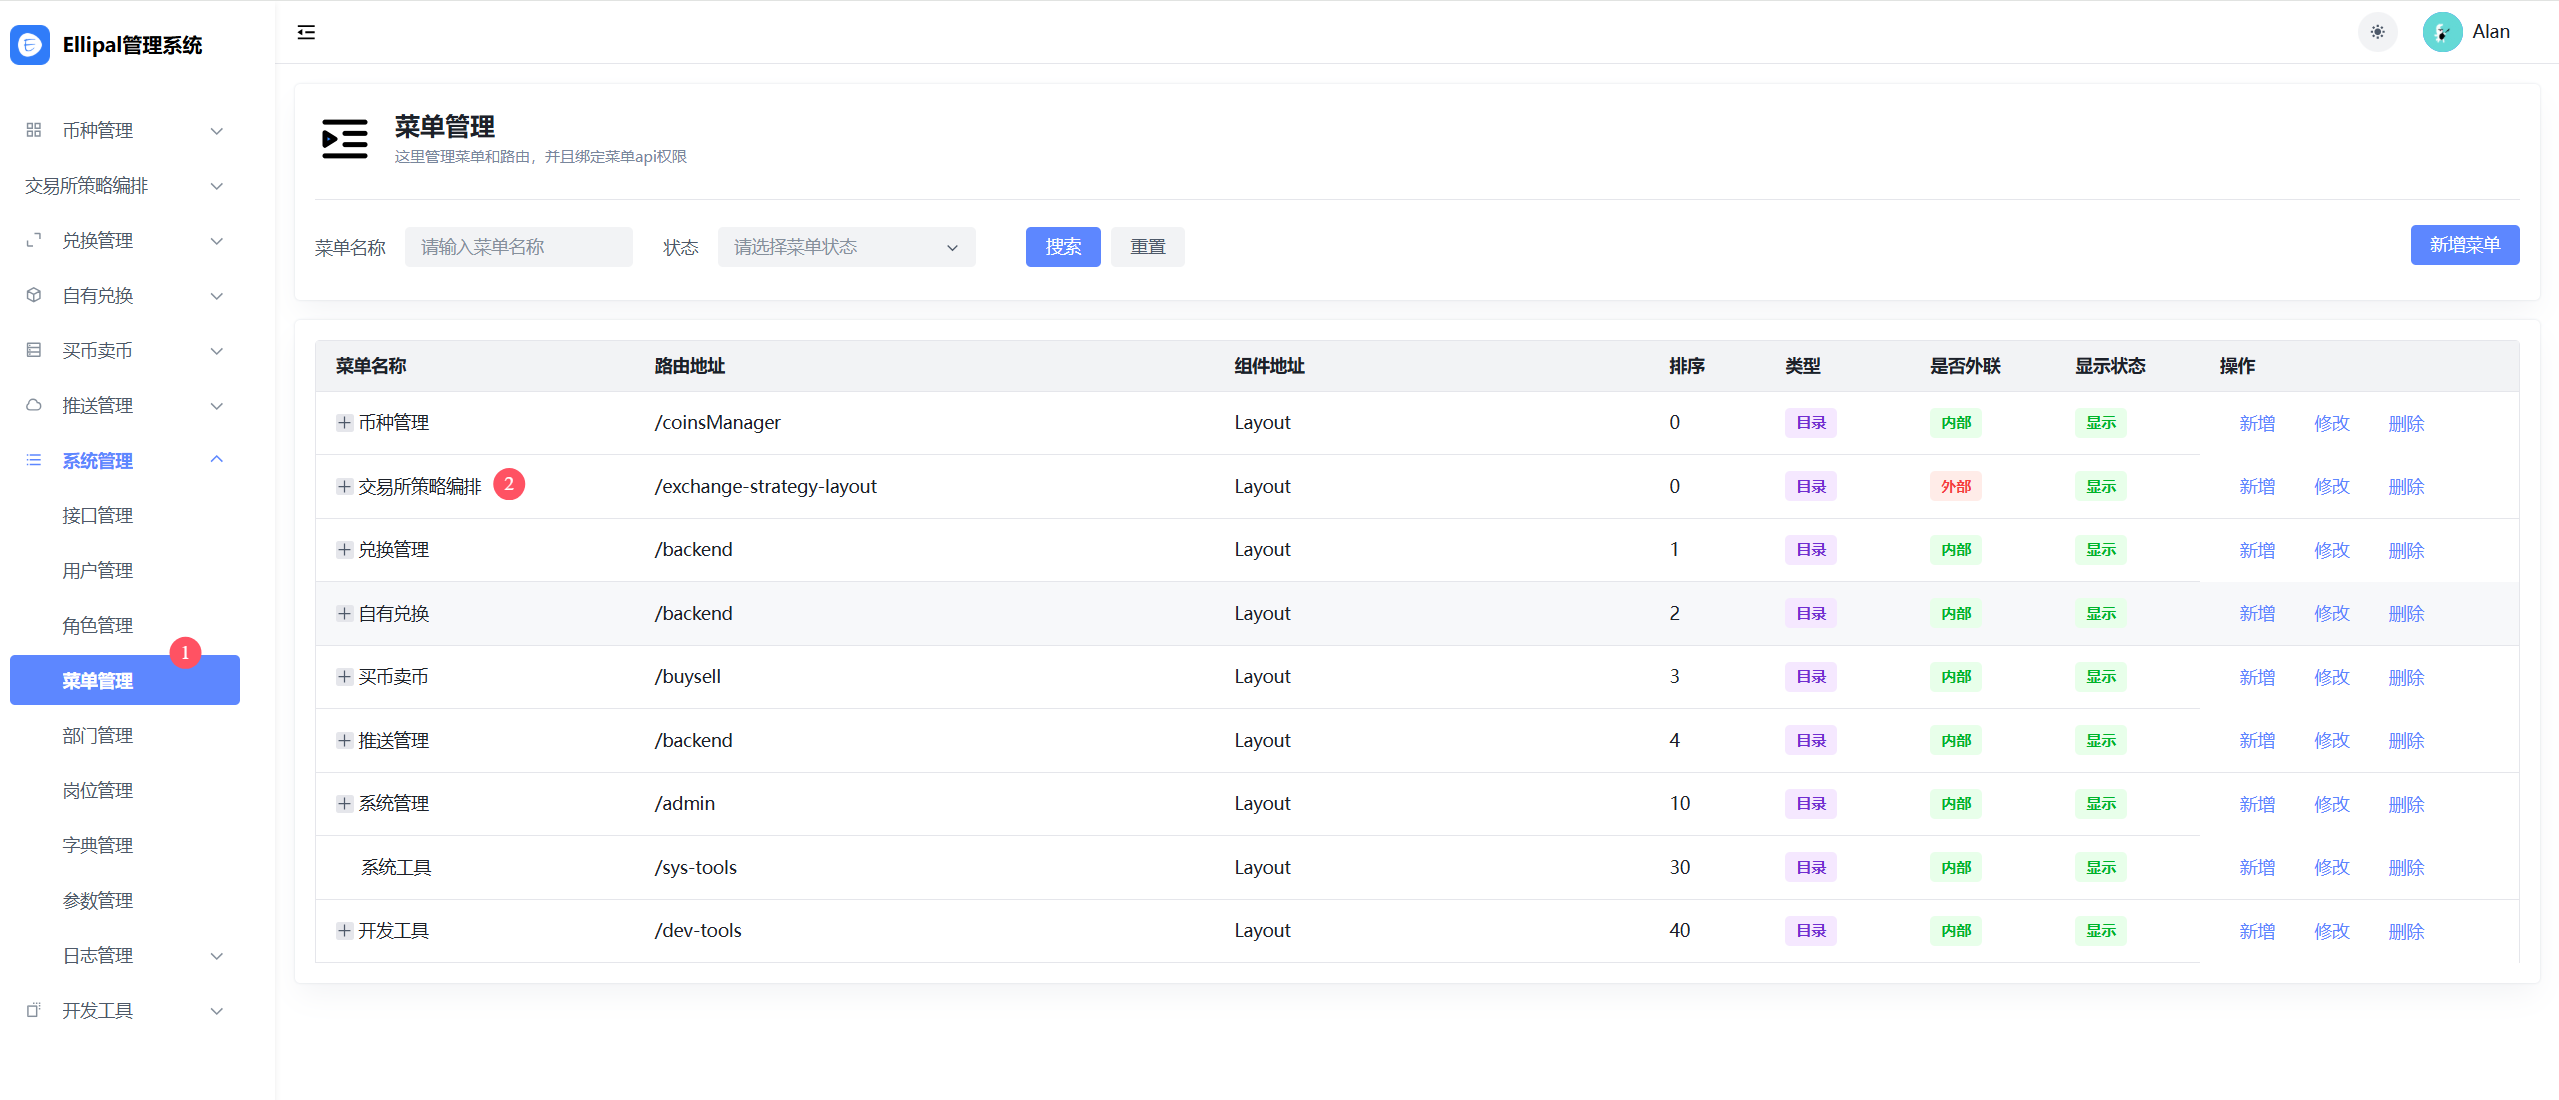 Ellipal管理系统
币种管理
交易所策略编排
兑换管理
自有兑换
买币卖币
推送管理
系统管理
接口管理
用户管理
角色管理
1
菜单管理
部门管理
岗位管理
字典管理
参数管理
日志管理
开发工具
Alan
菜单管理
这里管理菜单和路由，并且绑定菜单api权限
菜单名称 请输入菜单名称 状态 请选择菜单状态 搜索 重置 新增菜单
菜单名称 路由地址 组件地址 排序 类型 是否外联 显示状态 操作
币种管理 /coinsManager Layout 0 目录 内部 显示 新增 修改 删除
交易所策略编排 2 /exchange-strategy-layout Layout 0 目录 外部 显示 新增 修改 删除
兑换管理 /backend Layout 1 目录 内部 显示 新增 修改 删除
自有兑换 /backend Layout 2 目录 内部 显示 新增 修改 删除
买币卖币 /buysell Layout 3 目录 内部 显示 新增 修改 删除
推送管理 /backend Layout 4 目录 内部 显示 新增 修改 删除
系统管理 /admin Layout 10 目录 内部 显示 新增 修改 删除
系统工具 /sys-tools Layout 30 目录 内部 显示 新增 修改 删除
开发工具 /dev-tools Layout 40 目录 内部 显示 新增 修改 删除